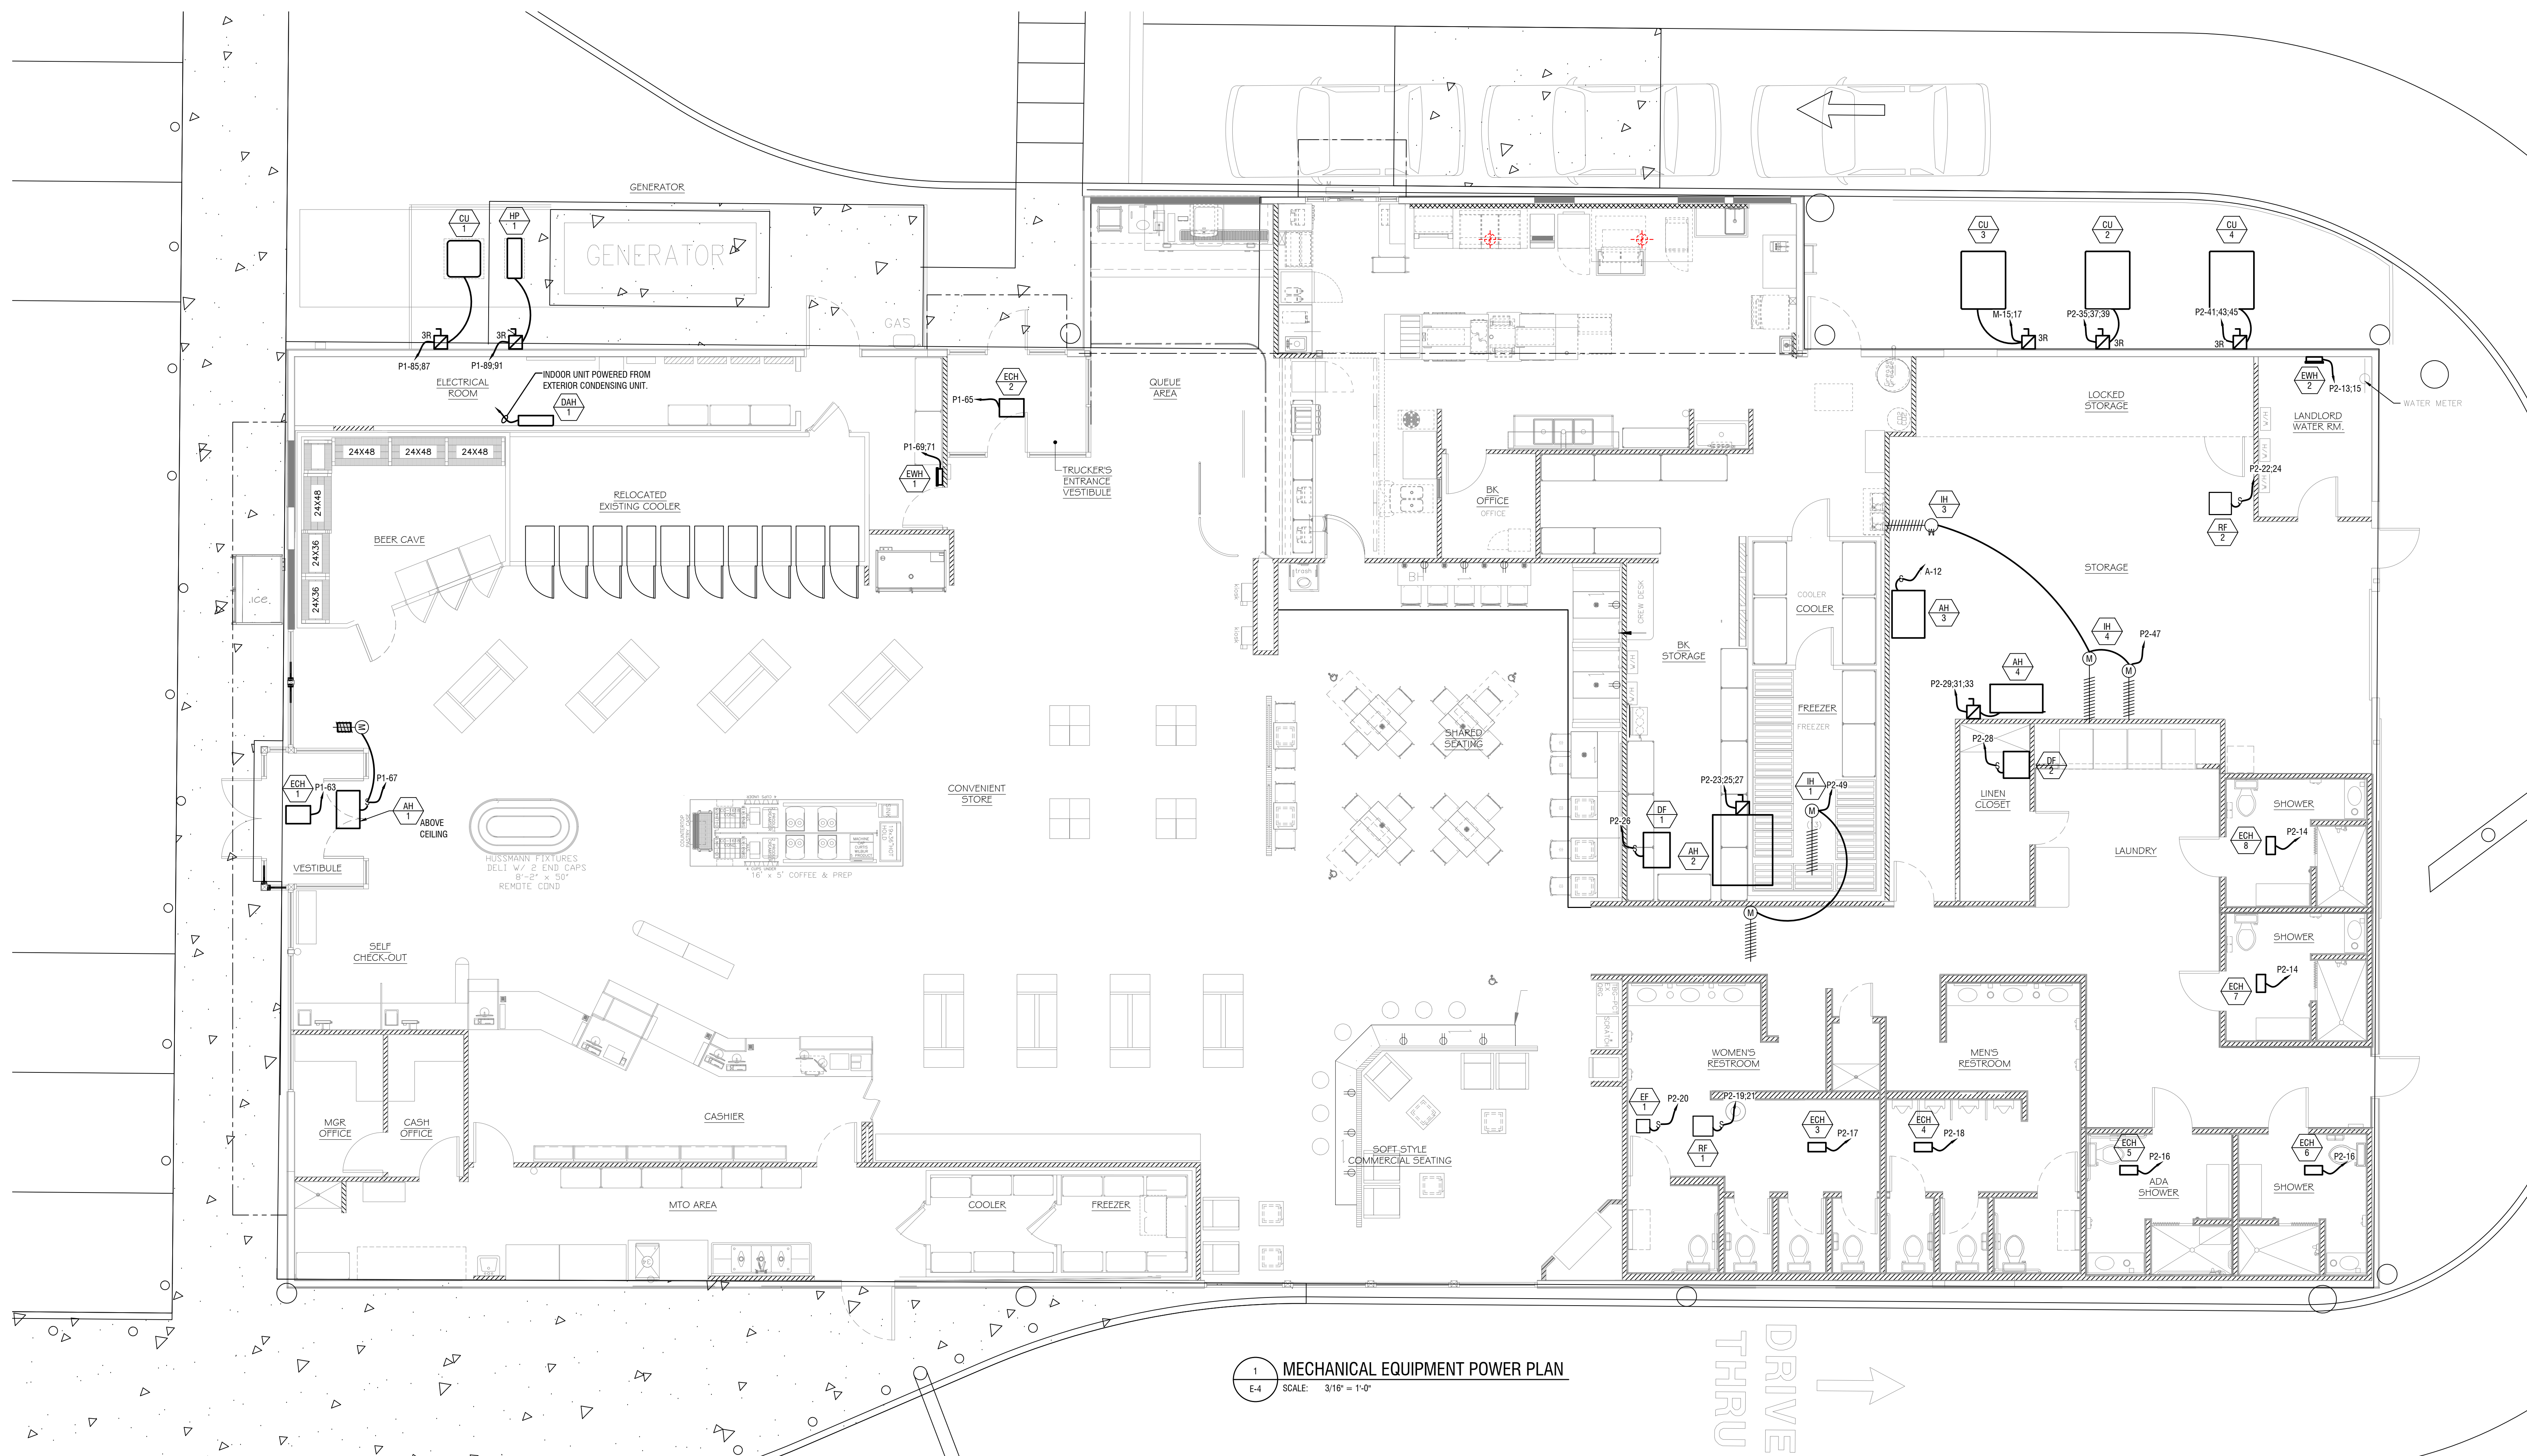 GENERATOR
GENERATOR
CU
1
HP
1
3R
3R
P1-85;87
P1-89;91
GAS
ELECTRICAL
ROOM
INDOOR UNIT POWERED FROM
EXTERIOR CONDENSING UNIT.
DAH
1
ECH
2
P1-65
QUEUE
AREA
TRUCKER'S
ENTRANCE
VESTIBULE
P1-69;71
EWH
1
24X48
24X48
24X48
24X48
24X36
24X36
BEER CAVE
RELOCATED
EXISTING COOLER
ICE
CU
3
CU
2
CU
4
M-15;17
3R
P2-35;37;39
3R
P2-41;43;45
3R
EWH
2
P2-13;15
WATER METER
LOCKED
STORAGE
LANDLORD
WATER RM.
H/W
H/W
H/W
P2-22;24
RF
2
BK
OFFICE
OFFICE
trash
BH
kiosk
kiosk
CREW DESK
H/W
H/W
BK
STORAGE
COOLER
COOLER
FREEZER
FREEZER
IH
3
STORAGE
A-12
AH
3
IH
4
P2-47
M
M
AH
4
P2-29;31;33
P2-28
DF
2
LINEN
CLOSET
LAUNDRY
SHOWER
ECH
8
P2-14
SHOWER
ECH
7
P2-14
P2-23;25;27
IH
1
P2-49
M
DF
1
P2-26
AH
2
M
SHARED
SEATING
CONVENIENT
STORE
M
ECH
1
P1-63
P1-67
AH
1
ABOVE
CEILING
VESTIBULE
HUSSMANN FIXTURES
DELI W/ 2 END CAPS
8'-2" x 50"
REMOTE COND
16' x 5' COFFEE & PREP
SELF
CHECK-OUT
MGR
OFFICE
CASH
OFFICE
CASHIER
MTO AREA
COOLER
FREEZER
SOFT STYLE
COMMERCIAL SEATING
WOMEN'S
RESTROOM
MEN'S
RESTROOM
EF
1
P2-20
P2-19;21
RF
1
ECH
3
P2-17
ECH
4
P2-18
ECH
5
P2-16
ADA
SHOWER
ECH
6
P2-16
SHOWER
1
E-4
MECHANICAL EQUIPMENT POWER PLAN
SCALE: 3/16" = 1'-0"
DRIVE
THRU